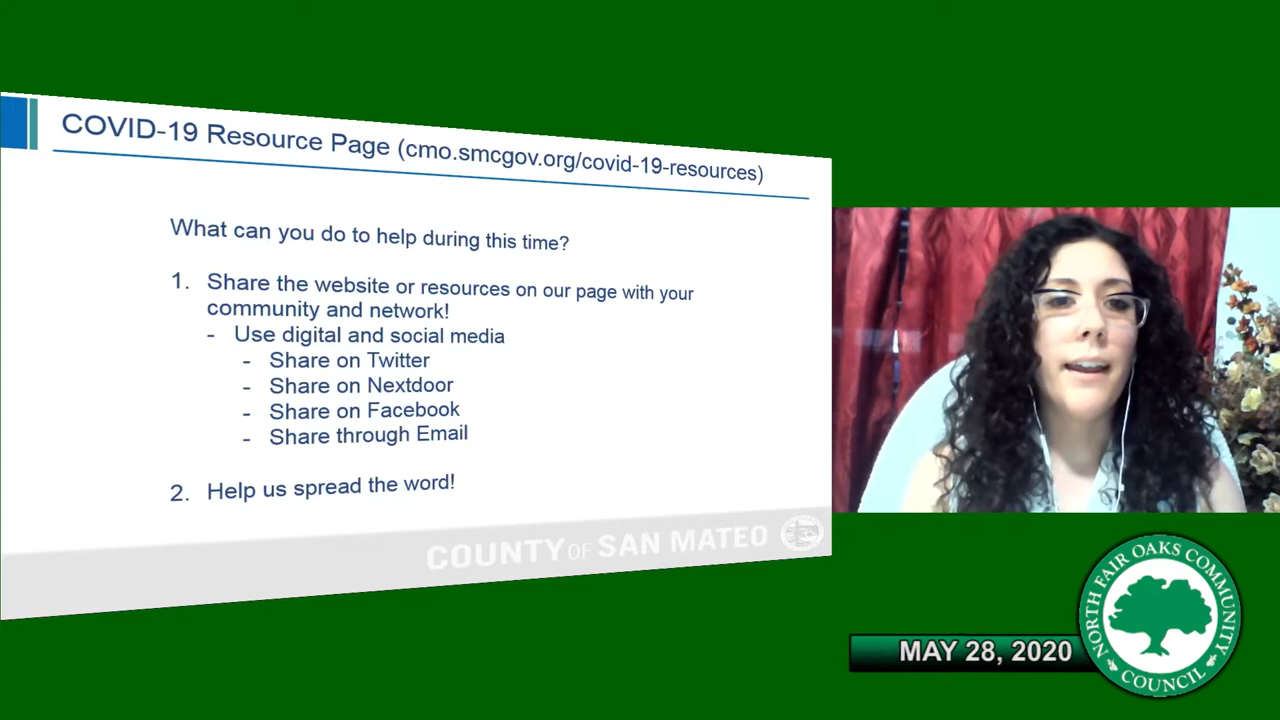 COVID-19 Resource Page (cmo.smcgov.org/covid-19-resources)
What can you do to help during this time?
1. Share the website or resources on our page with your
community and network!
- Use digital and social media
- Share on Twitter
- Share on Nextdoor
- Share on Facebook
- Share through Email
2. Help us spread the word!
COUNTY OF SAN MATEO
MAY 28, 2020
NORTH FAIR OAKS COMMUNITY
COUNCIL